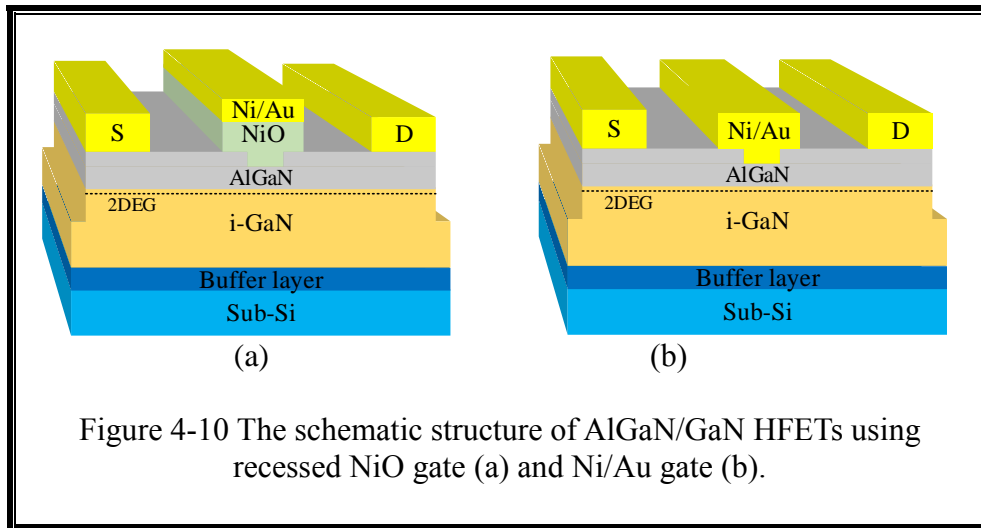 S
Ni/Au
NiO
D
AlGaN
2DEG
i-GaN
Buffer layer
Sub-Si
(a)
S
Ni/Au
D
AlGaN
2DEG
i-GaN
Buffer layer
Sub-Si
(b)
Figure 4-10 The schematic structure of AlGaN/GaN HFETs using
recessed NiO gate (a) and Ni/Au gate (b).